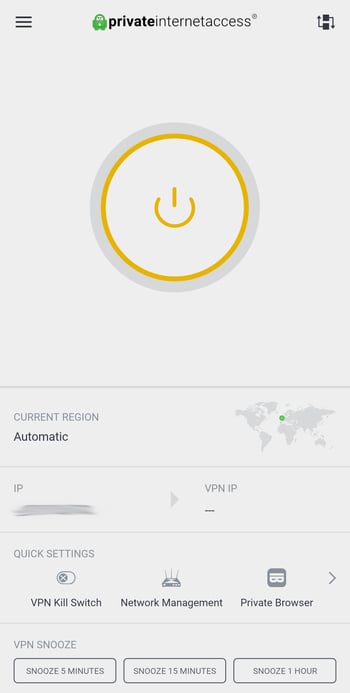 privateinternetaccess®
CURRENT REGION
Automatic
IP
VPN IP
---
QUICK SETTINGS
VPN Kill Switch
Network Management
Private Browser
VPN SNOOZE
SNOOZE 5 MINUTES
SNOOZE 15 MINUTES
SNOOZE 1 HOUR